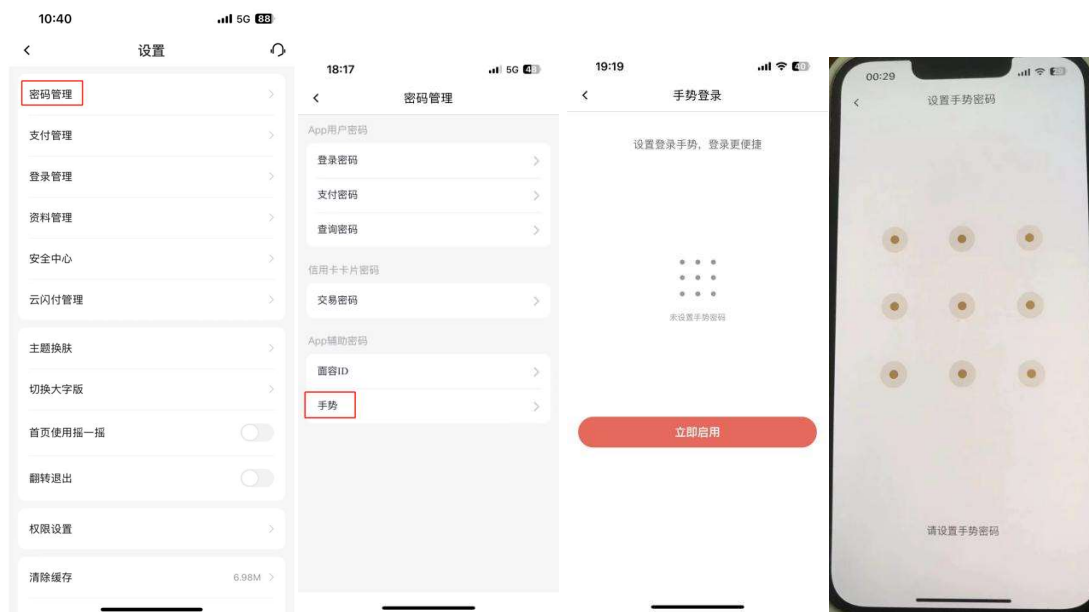 10:40
5G 88
设置
密码管理
支付管理
登录管理
资料管理
安全中心
云闪付管理
主题换肤
切换大字版
首页使用摇一摇
翻转退出
权限设置
清除缓存 6.98M
18:17
5G 43
密码管理
App用户密码
登录密码
支付密码
查询密码
信用卡卡片密码
交易密码
App辅助密码
面容ID
手势
19:19
40
手势登录
设置登录手势，登录更便捷
未设置手势密码
立即启用
00:29
设置手势密码
请设置手势密码